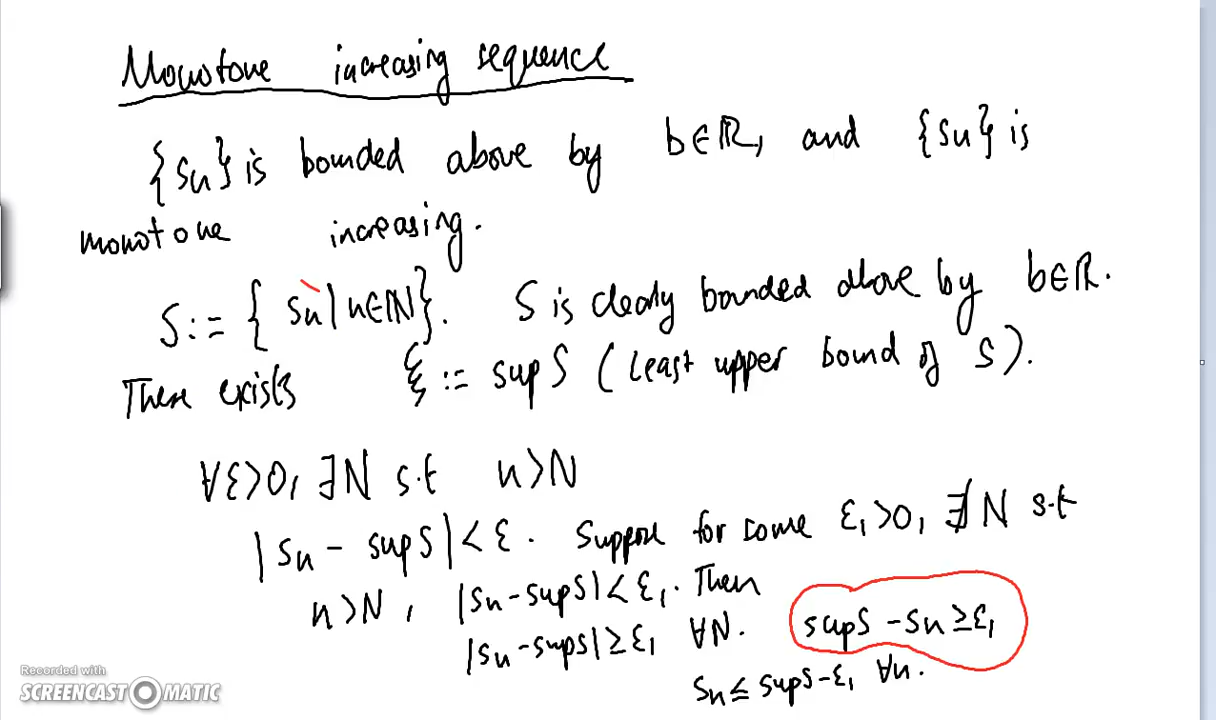 Monotone increasing sequence
{Sn} is bounded above by b∈ℝ, and {Sn} is
monotone increasing.
S := { Sn | n∈ℕ}. S is clearly bounded above by b∈ℝ.
There exists ξ := sup S (least upper bound of S).
∀ε>0, ∃N s.t n>N
|Sn - sup S| < ε. Suppose for some ε₁>0, ∄ N s.t
n>N, |Sn - sup S| < ε₁. Then
|Sn - sup S| ≥ ε₁ ∀N. sup S - Sn ≥ ε₁
Sn ≤ sup S - ε₁ ∀n.
Recorded with
SCREENCAST O MATIC